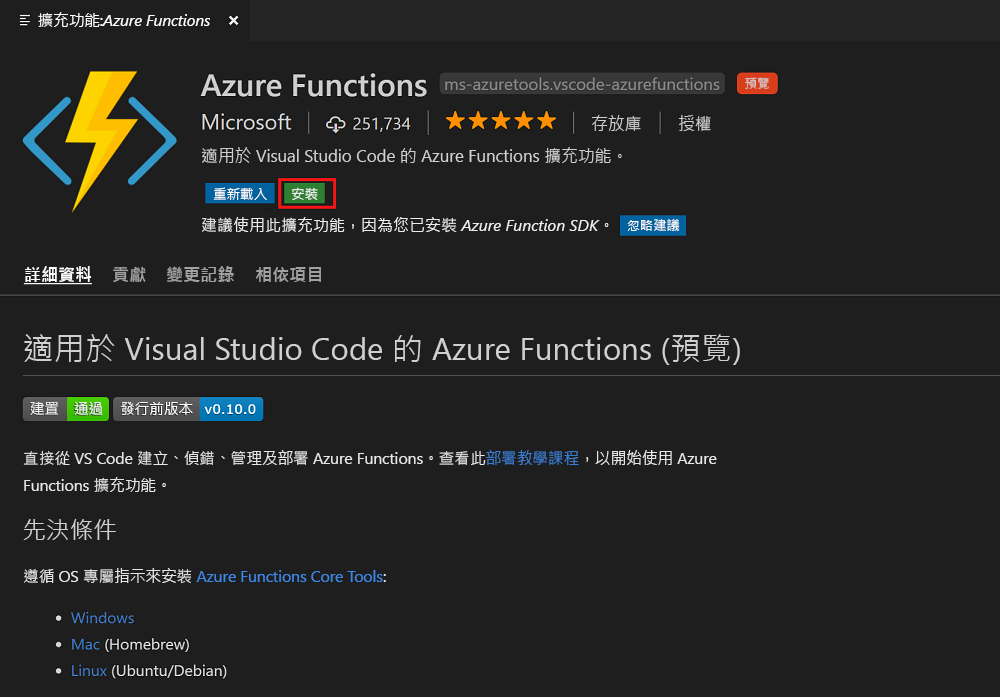 擴充功能:Azure Functions
Azure Functions ms-azuretools.vscode-azurefunctions 預覽
Microsoft 251,734 存放庫 授權
適用於 Visual Studio Code 的 Azure Functions 擴充功能。
重新載入 安裝
建議使用此擴充功能,因為您已安裝 Azure Function SDK。 忽略建議
詳細資料 貢獻 變更記錄 相依項目
適用於 Visual Studio Code 的 Azure Functions (預覽)
建置 通過 發行前版本 v0.10.0
直接從 VS Code 建立、偵錯、管理及部署 Azure Functions。查看此部署教學課程,以開始使用 Azure
Functions 擴充功能。
先決條件
遵循 OS 專屬指示來安裝 Azure Functions Core Tools:
• Windows
• Mac (Homebrew)
• Linux (Ubuntu/Debian)